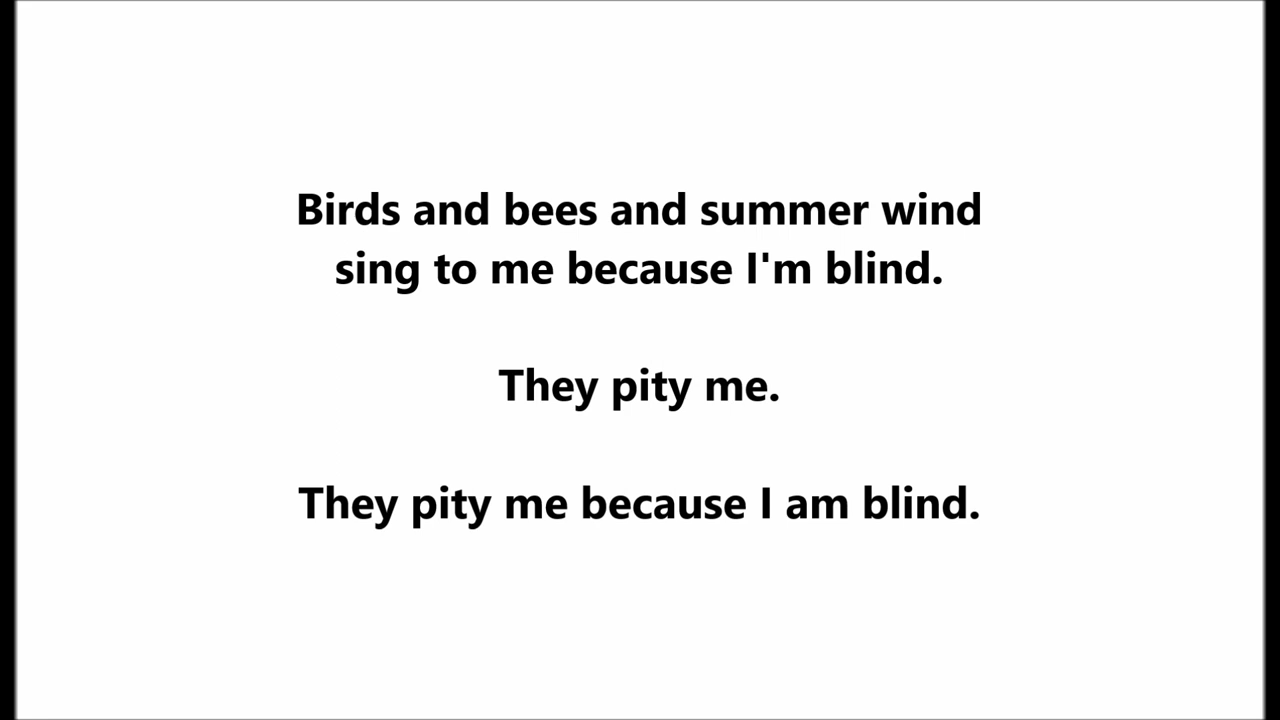 Birds and bees and summer wind
sing to me because I'm blind.
They pity me.
They pity me because I am blind.